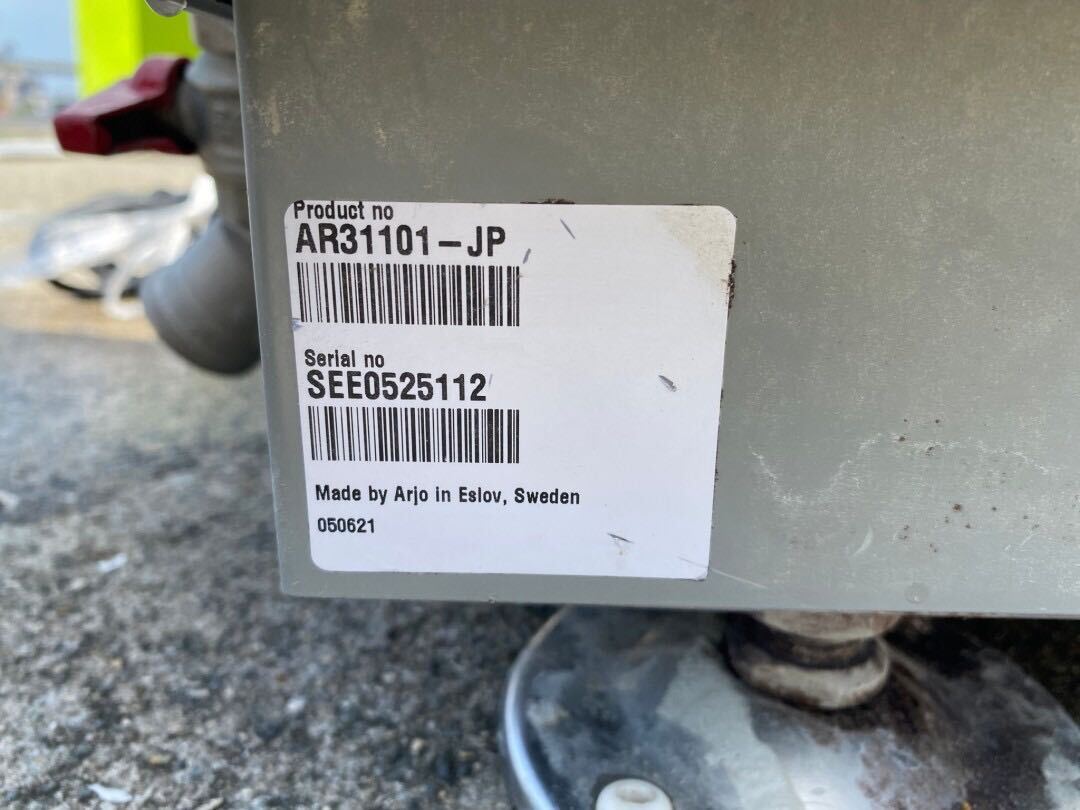 Product no
AR31101-JP
Serial no
SEE0525112
Made by Arjo in Eslov, Sweden
050621